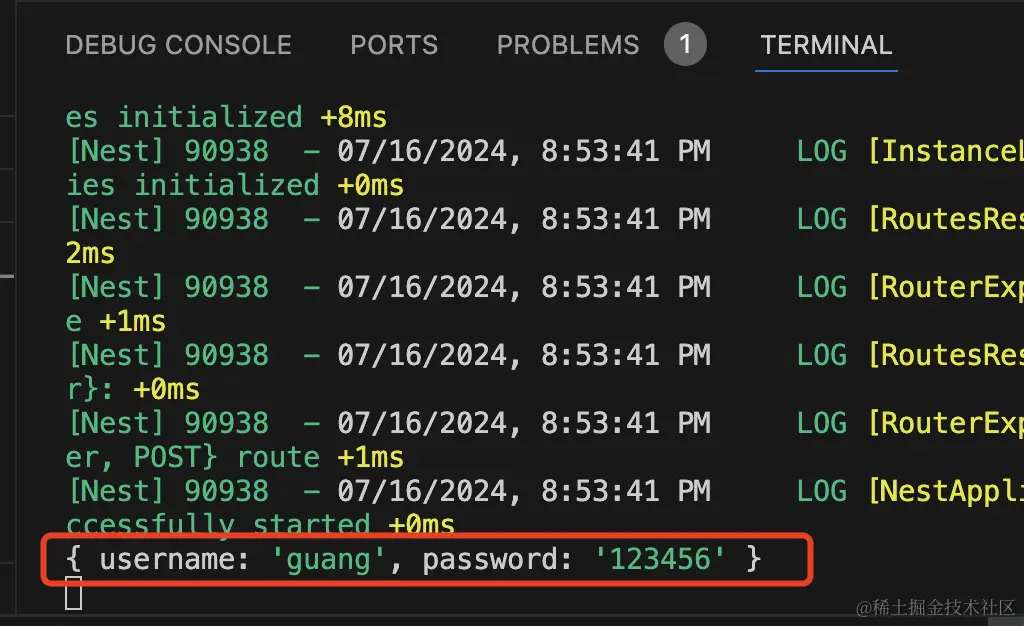 DEBUG CONSOLE PORTS PROBLEMS 1 TERMINAL
es initialized +8ms
[Nest] 90938  - 07/16/2024, 8:53:41 PM     LOG [InstanceL
ies initialized +0ms
[Nest] 90938  - 07/16/2024, 8:53:41 PM     LOG [RoutesRes
2ms
[Nest] 90938  - 07/16/2024, 8:53:41 PM     LOG [RouterExp
e +1ms
[Nest] 90938  - 07/16/2024, 8:53:41 PM     LOG [RoutesRes
r}: +0ms
[Nest] 90938  - 07/16/2024, 8:53:41 PM     LOG [RouterExp
er, POST} route +1ms
[Nest] 90938  - 07/16/2024, 8:53:41 PM     LOG [NestAppli
ccessfully started +0ms
{ username: 'guang', password: '123456' }
@稀土掘金技术社区